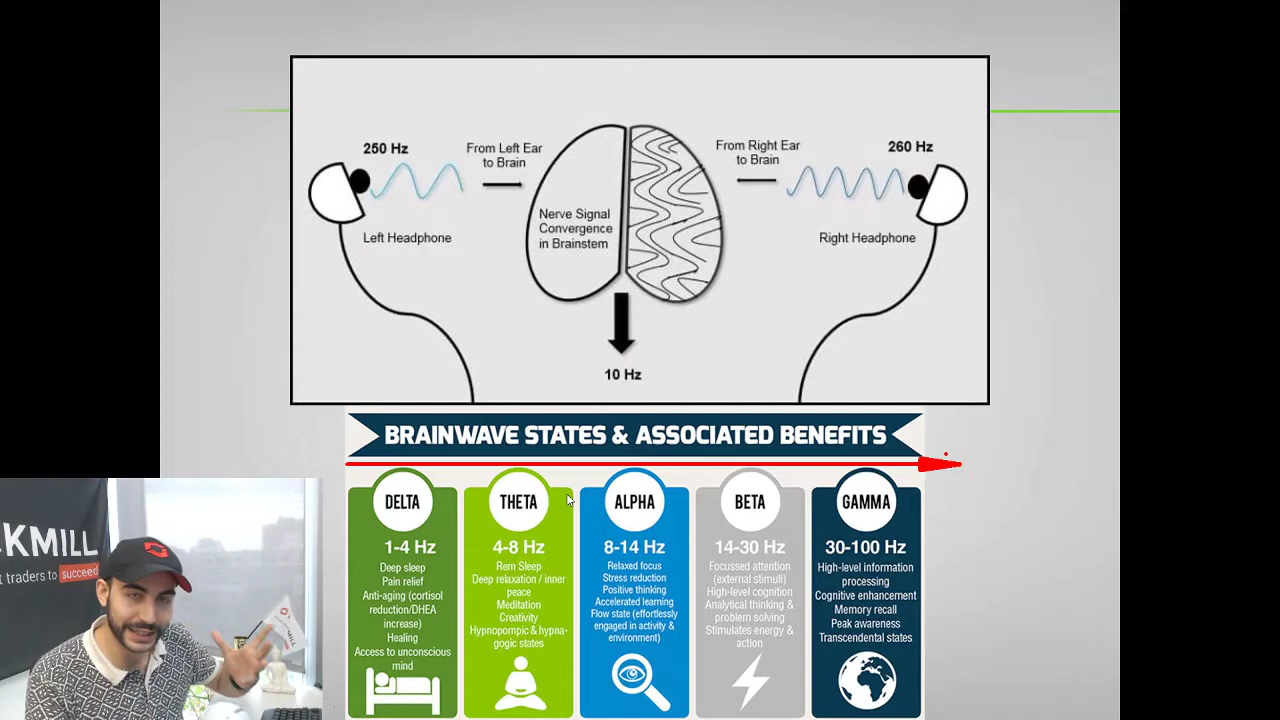 250 Hz
From Left Ear
to Brain
From Right Ear
to Brain
260 Hz
Nerve Signal
Convergence
in Brainstem
Left Headphone
Right Headphone
10 Hz
BRAINWAVE STATES & ASSOCIATED BENEFITS
DELTA
1-4 Hz
Deep sleep
Pain relief
Anti-aging (cortisol
reduction/DHEA
increase)
Healing
Access to unconscious
mind
THETA
4-8 Hz
Rem Sleep
Deep relaxation / inner
peace
Meditation
Creativity
Hypnopompic & hypna-
gogic states
ALPHA
8-14 Hz
Relaxed focus
Stress reduction
Positive thinking
Accelerated learning
Flow state (effortlessly
engaged in activity &
environment)
BETA
14-30 Hz
Focussed attention
(external stimuli)
High-level cognition
Analytical thinking &
problem solving
Stimulates energy &
action
GAMMA
30-100 Hz
High-level information
processing
Cognitive enhancement
Memory recall
Peak awareness
Transcendental states
CKMILL
t traders to succeed